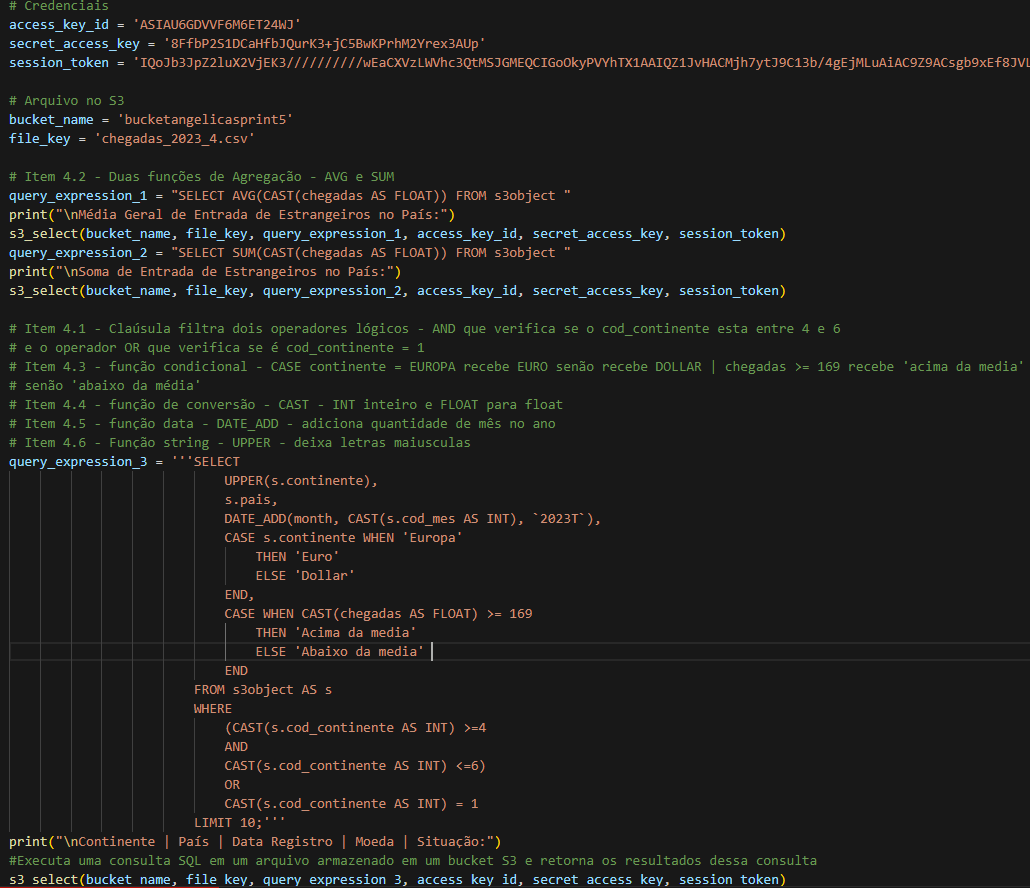 # Credenciais
access_key_id = 'ASIAU6GDVVF6M6ET24WJ'
secret_access_key = '8FfbP2S1DCaHfbJQurK3+jC5BwKPrhM2Yrex3AUp'
session_token = 'IQoJb3JpZ2luX2VjEK3//////////wEaCXVzLWVhc3QtMSJGMEQCIGoOkyPVYhTX1AAIQZ1JvHACMjh7ytJ9C13b/4gEjMLuAiAC9Z9ACsgb9xEf8JVL
# Arquivo no S3
bucket_name = 'bucketangelicasprint5'
file_key = 'chegadas_2023_4.csv'
# Item 4.2 - Duas funções de Agregação - AVG e SUM
query_expression_1 = "SELECT AVG(CAST(chegadas AS FLOAT)) FROM s3object "
print("\nMédia Geral de Entrada de Estrangeiros no País:")
s3_select(bucket_name, file_key, query_expression_1, access_key_id, secret_access_key, session_token)
query_expression_2 = "SELECT SUM(CAST(chegadas AS FLOAT)) FROM s3object "
print("\nSoma de Entrada de Estrangeiros no País:")
s3_select(bucket_name, file_key, query_expression_2, access_key_id, secret_access_key, session_token)
# Item 4.1 - Claúsula filtra dois operadores lógicos - AND que verifica se o cod_continente esta entre 4 e 6
# e o operador OR que verifica se é cod_continente = 1
# Item 4.3 - função condicional - CASE continente = EUROPA recebe EURO senão recebe DOLLAR | chegadas >= 169 recebe 'acima da media'
# senão 'abaixo da média'
# Item 4.4 - função de conversão - CAST - INT inteiro e FLOAT para float
# Item 4.5 - função data - DATE_ADD - adiciona quantidade de mês no ano
# Item 4.6 - Função string - UPPER - deixa letras maiusculas
query_expression_3 = '''SELECT
UPPER(s.continente),
s.pais,
DATE_ADD(month, CAST(s.cod_mes AS INT), `2023T`),
CASE s.continente WHEN 'Europa'
THEN 'Euro'
ELSE 'Dollar'
END,
CASE WHEN CAST(chegadas AS FLOAT) >= 169
THEN 'Acima da media'
ELSE 'Abaixo da media'
END
FROM s3object AS s
WHERE
(CAST(s.cod_continente AS INT) >=4
AND
CAST(s.cod_continente AS INT) <=6)
OR
CAST(s.cod_continente AS INT) = 1
LIMIT 10;'''
print("\nContinente | País | Data Registro | Moeda | Situação:")
#Executa uma consulta SQL em um arquivo armazenado em um bucket S3 e retorna os resultados dessa consulta
s3_select(bucket_name, file_key, query_expression_3, access_key_id, secret_access_key, session_token)